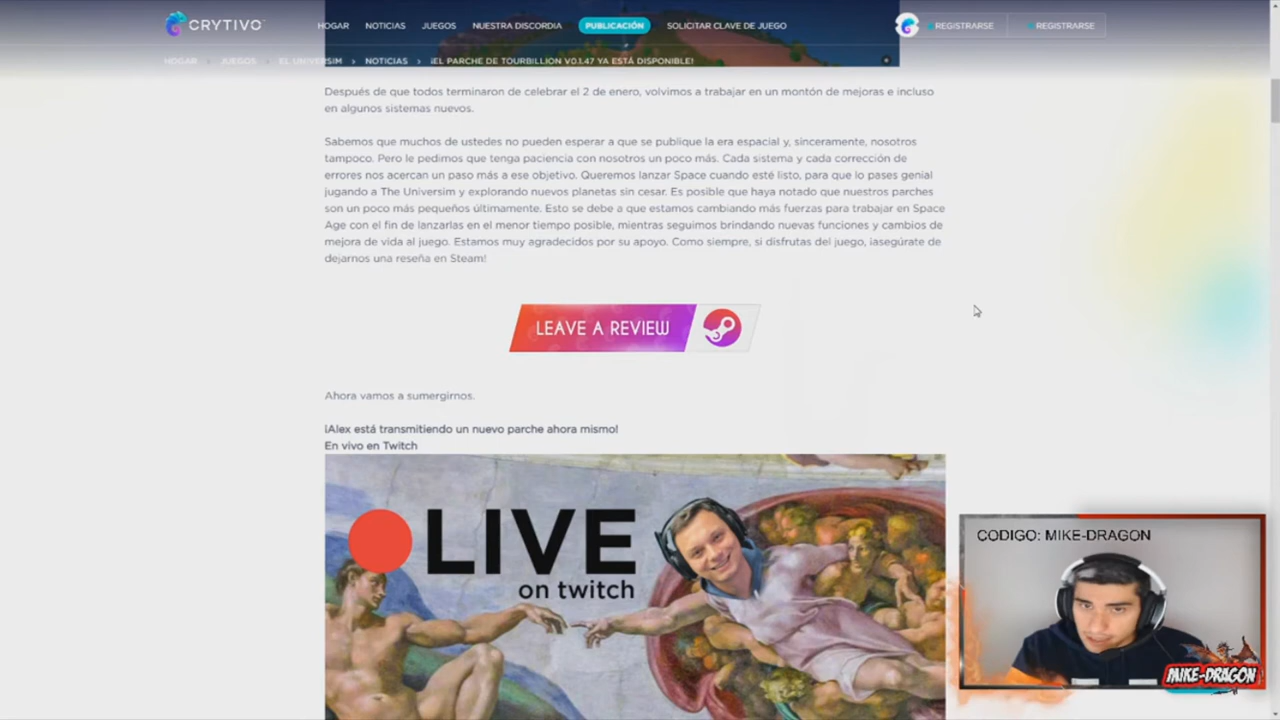 CRYTIVO
HOGAR NOTICIAS JUEGOS NUESTRA DISCORDIA PUBLICACIÓN SOLICITAR CLAVE DE JUEGO REGISTRARSE REGISTRARSE
HOGAR > JUEGOS > EL UNIVERSIM > NOTICIAS > ¡EL PARCHE DE TOURBILLION V0.1.47 YA ESTÁ DISPONIBLE!
Después de que todos terminaron de celebrar el 2 de enero, volvimos a trabajar en un montón de mejoras e incluso
en algunos sistemas nuevos.
Sabemos que muchos de ustedes no pueden esperar a que se publique la era espacial y, sinceramente, nosotros
tampoco. Pero le pedimos que tenga paciencia con nosotros un poco más. Cada sistema y cada corrección de
errores nos acercan un paso más a ese objetivo. Queremos lanzar Space cuando esté listo, para que lo pases genial
jugando a The Universim y explorando nuevos planetas sin cesar. Es posible que haya notado que nuestros parches
son un poco más pequeños últimamente. Esto se debe a que estamos cambiando más fuerzas para trabajar en Space
Age con el fin de lanzarlas en el menor tiempo posible, mientras seguimos brindando nuevas funciones y cambios de
mejora de vida al juego. Estamos muy agradecidos por su apoyo. Como siempre, si disfrutas del juego, ¡asegúrate de
dejarnos una reseña en Steam!
LEAVE A REVIEW
Ahora vamos a sumergirnos.
¡Alex está transmitiendo un nuevo parche ahora mismo!
En vivo en Twitch
LIVE
on twitch
CODIGO: MIKE-DRAGON
MIKE-DRAGON